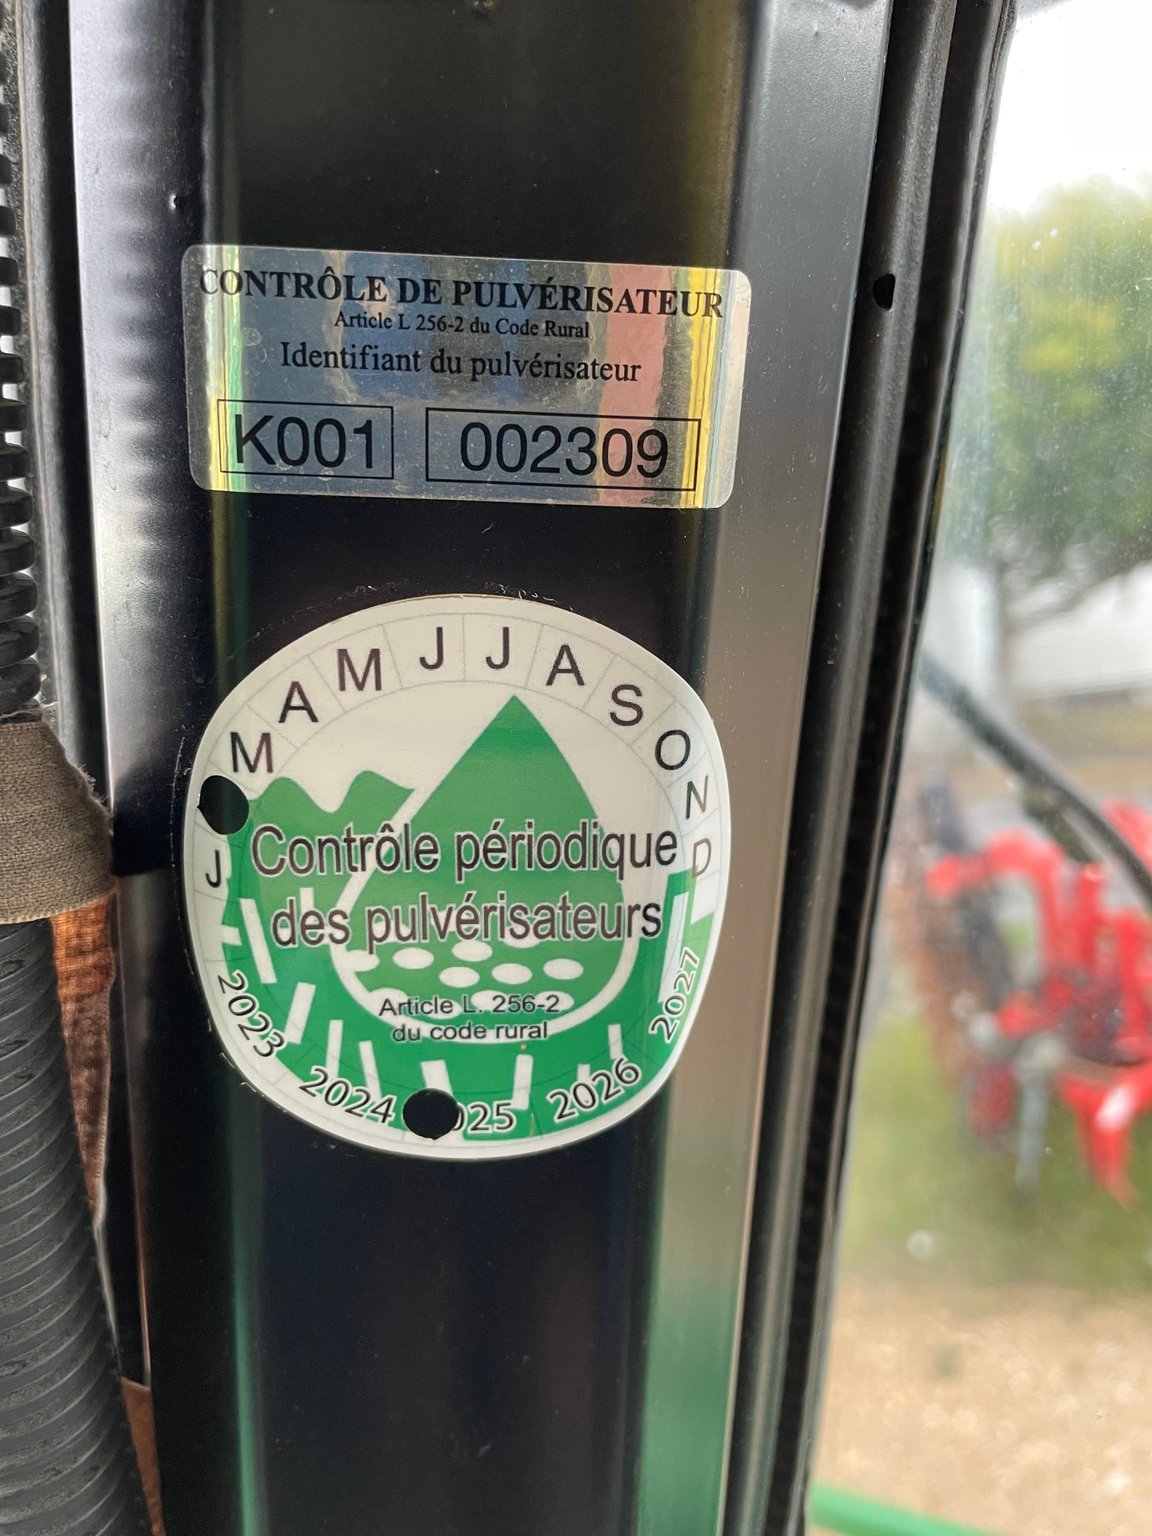 CONTRÔLE DE PULVÉRISATEUR
Article L 256-2 du Code Rural
Identifiant du pulvérisateur
K001 002309
J M A M J J A S O N D
Contrôle périodique
des pulvérisateurs
Article L. 256-2
du code rural
2023 2024 025 2026 2027